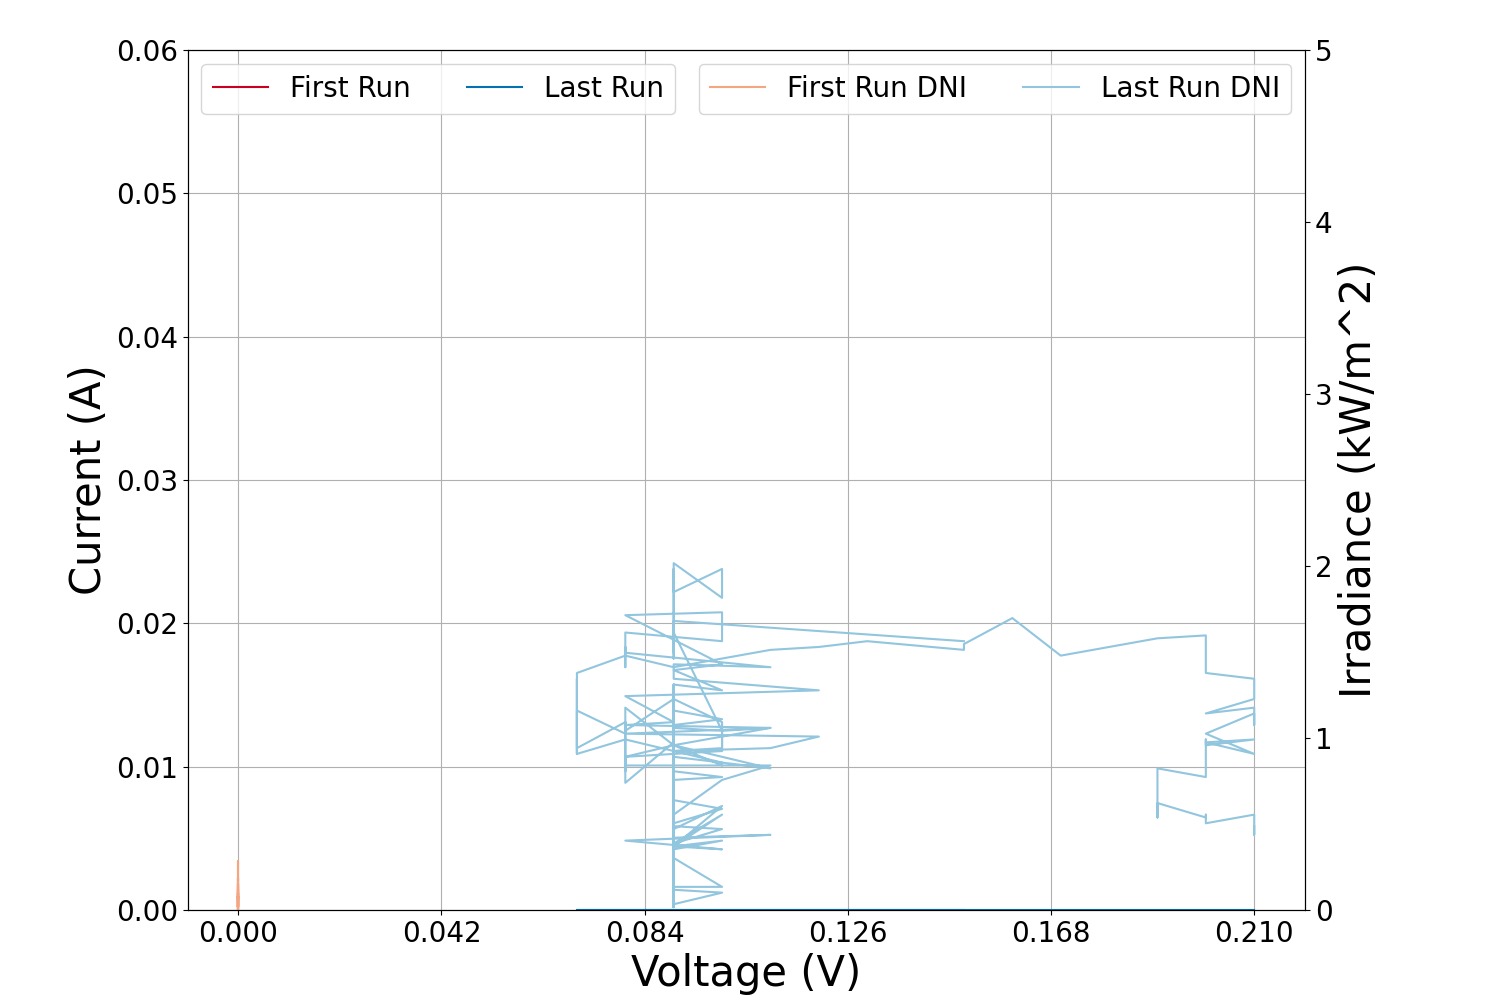 First Run
Last Run
First Run DNI
Last Run DNI
0.06
0.05
0.04
0.03
0.02
0.01
0.00
Current (A)
5
4
3
2
1
0
Irradiance (kW/m^2)
0.000 0.042 0.084 0.126 0.168 0.210
Voltage (V)